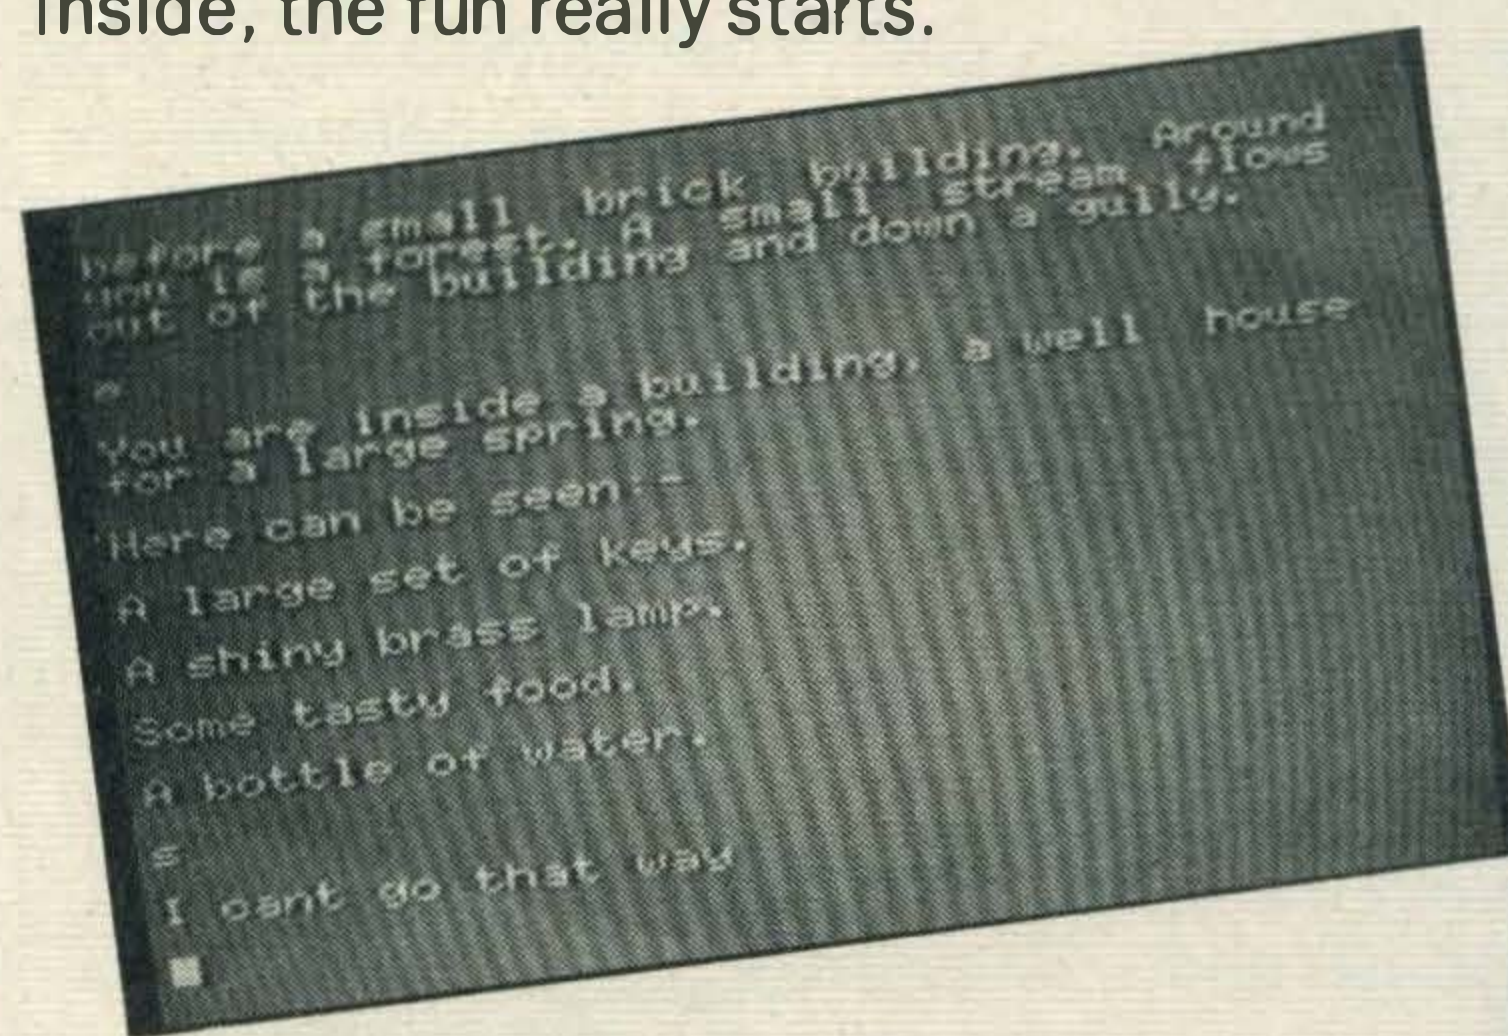 inside, the fun really starts.
before a small brick building. Around
you is a forest. A small stream flows
out of the building and down a gully.
e
You are inside a building, a well house
for a large spring.
Here can be seen:-
A large set of keys.
A shiny brass lamp.
Some tasty food.
A bottle of water.
s
I cant go that way